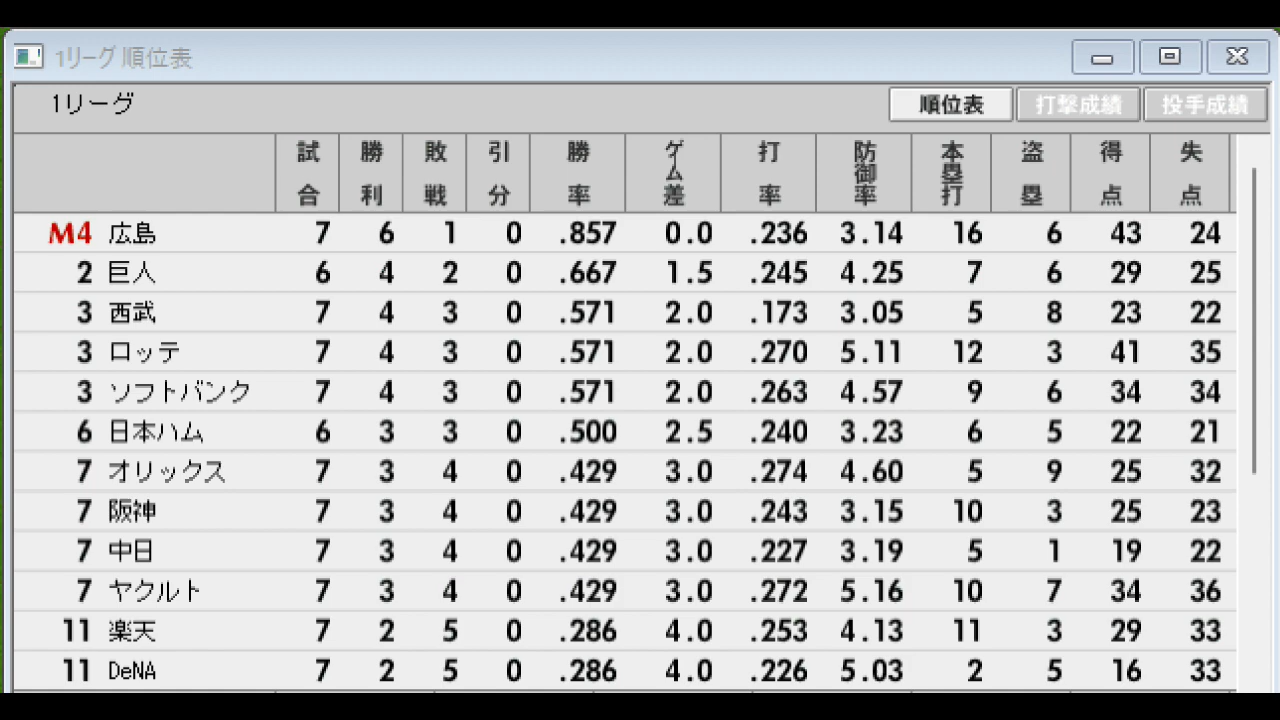 1リーグ 順位表
1リーグ 順位表 打撃成績 投手成績
試合 勝利 敗戦 引分 勝率 ゲーム差 打率 防御率 本塁打 盗塁 得点 失点
M4 広島 7 6 1 0 .857 0.0 .236 3.14 16 6 43 24
2 巨人 6 4 2 0 .667 1.5 .245 4.25 7 6 29 25
3 西武 7 4 3 0 .571 2.0 .173 3.05 5 8 23 22
3 ロッテ 7 4 3 0 .571 2.0 .270 5.11 12 3 41 35
3 ソフトバンク 7 4 3 0 .571 2.0 .263 4.57 9 6 34 34
6 日本ハム 6 3 3 0 .500 2.5 .240 3.23 6 5 22 21
7 オリックス 7 3 4 0 .429 3.0 .274 4.60 5 9 25 32
7 阪神 7 3 4 0 .429 3.0 .243 3.15 10 3 25 23
7 中日 7 3 4 0 .429 3.0 .227 3.19 5 1 19 22
7 ヤクルト 7 3 4 0 .429 3.0 .272 5.16 10 7 34 36
11 楽天 7 2 5 0 .286 4.0 .253 4.13 11 3 29 33
11 DeNA 7 2 5 0 .286 4.0 .226 5.03 2 5 16 33